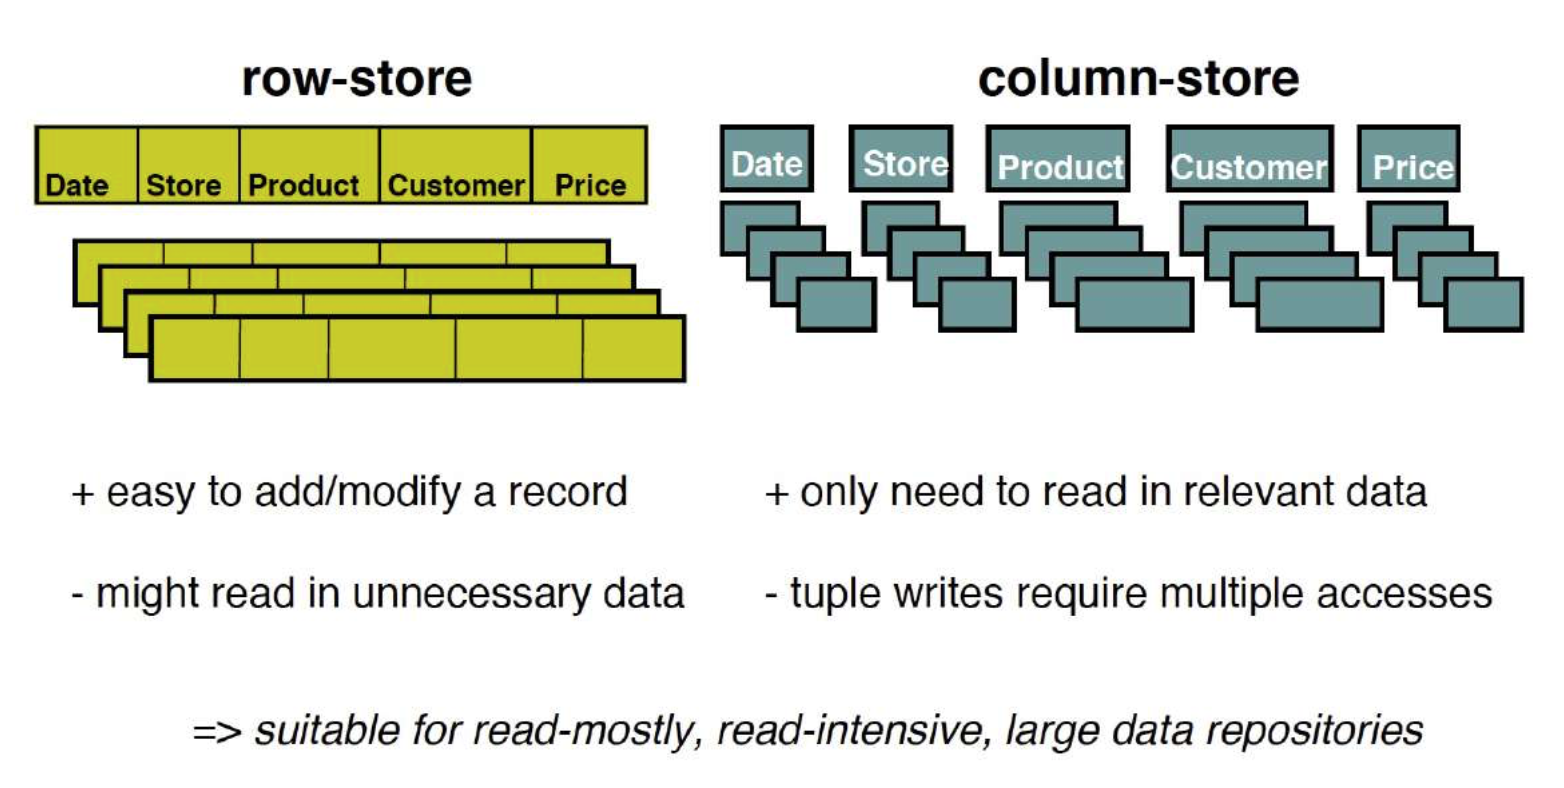 row-store
Date Store Product Customer Price
+ easy to add/modify a record
- might read in unnecessary data
column-store
Date Store Product Customer Price
+ only need to read in relevant data
- tuple writes require multiple accesses
=> suitable for read-mostly, read-intensive, large data repositories